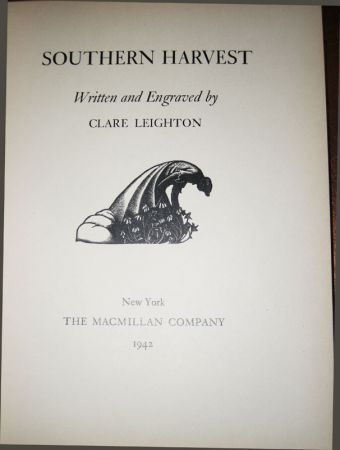 SOUTHERN HARVEST
Written and Engraved by
CLARE LEIGHTON
New York
THE MACMILLAN COMPANY
1942